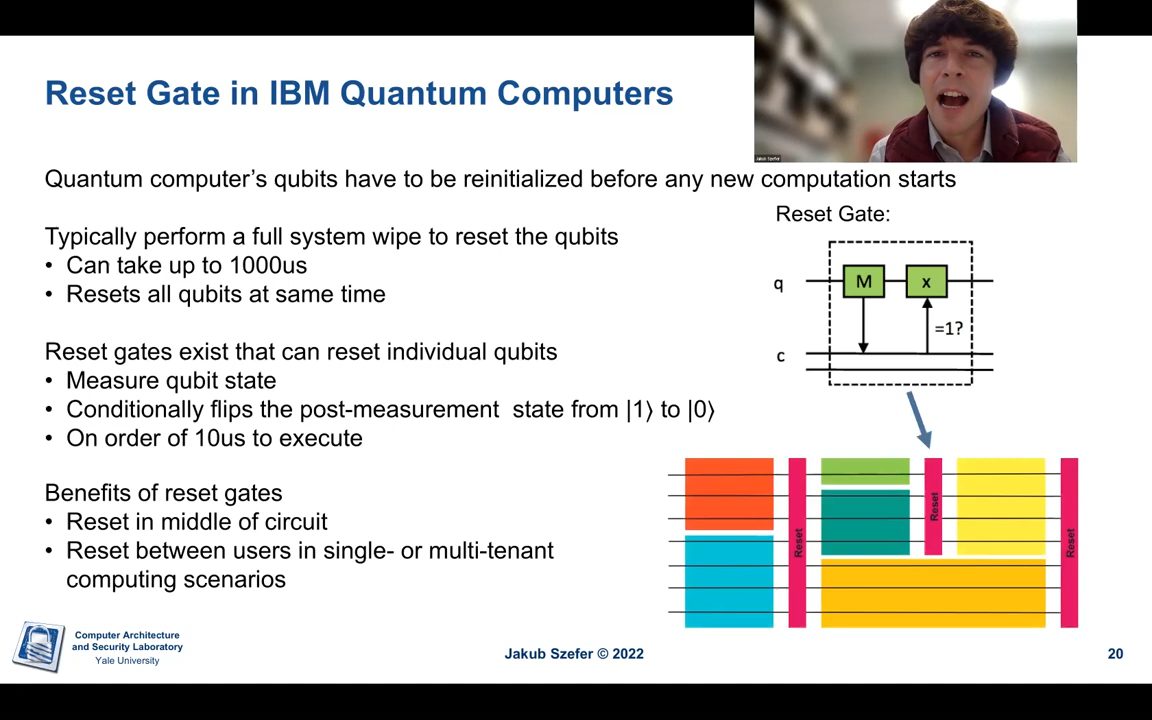 Reset Gate in IBM Quantum Computers
Jakub Szefer
Quantum computer's qubits have to be reinitialized before any new computation starts
Typically perform a full system wipe to reset the qubits
• Can take up to 1000us
• Resets all qubits at same time
Reset gates exist that can reset individual qubits
• Measure qubit state
• Conditionally flips the post-measurement  state from |1⟩ to |0⟩
• On order of 10us to execute
Benefits of reset gates
• Reset in middle of circuit
• Reset between users in single- or multi-tenant
computing scenarios
Reset Gate:
q
M
x
=1?
c
Reset
Reset
Reset
Computer Architecture
and Security Laboratory
Yale University
Jakub Szefer © 2022
20